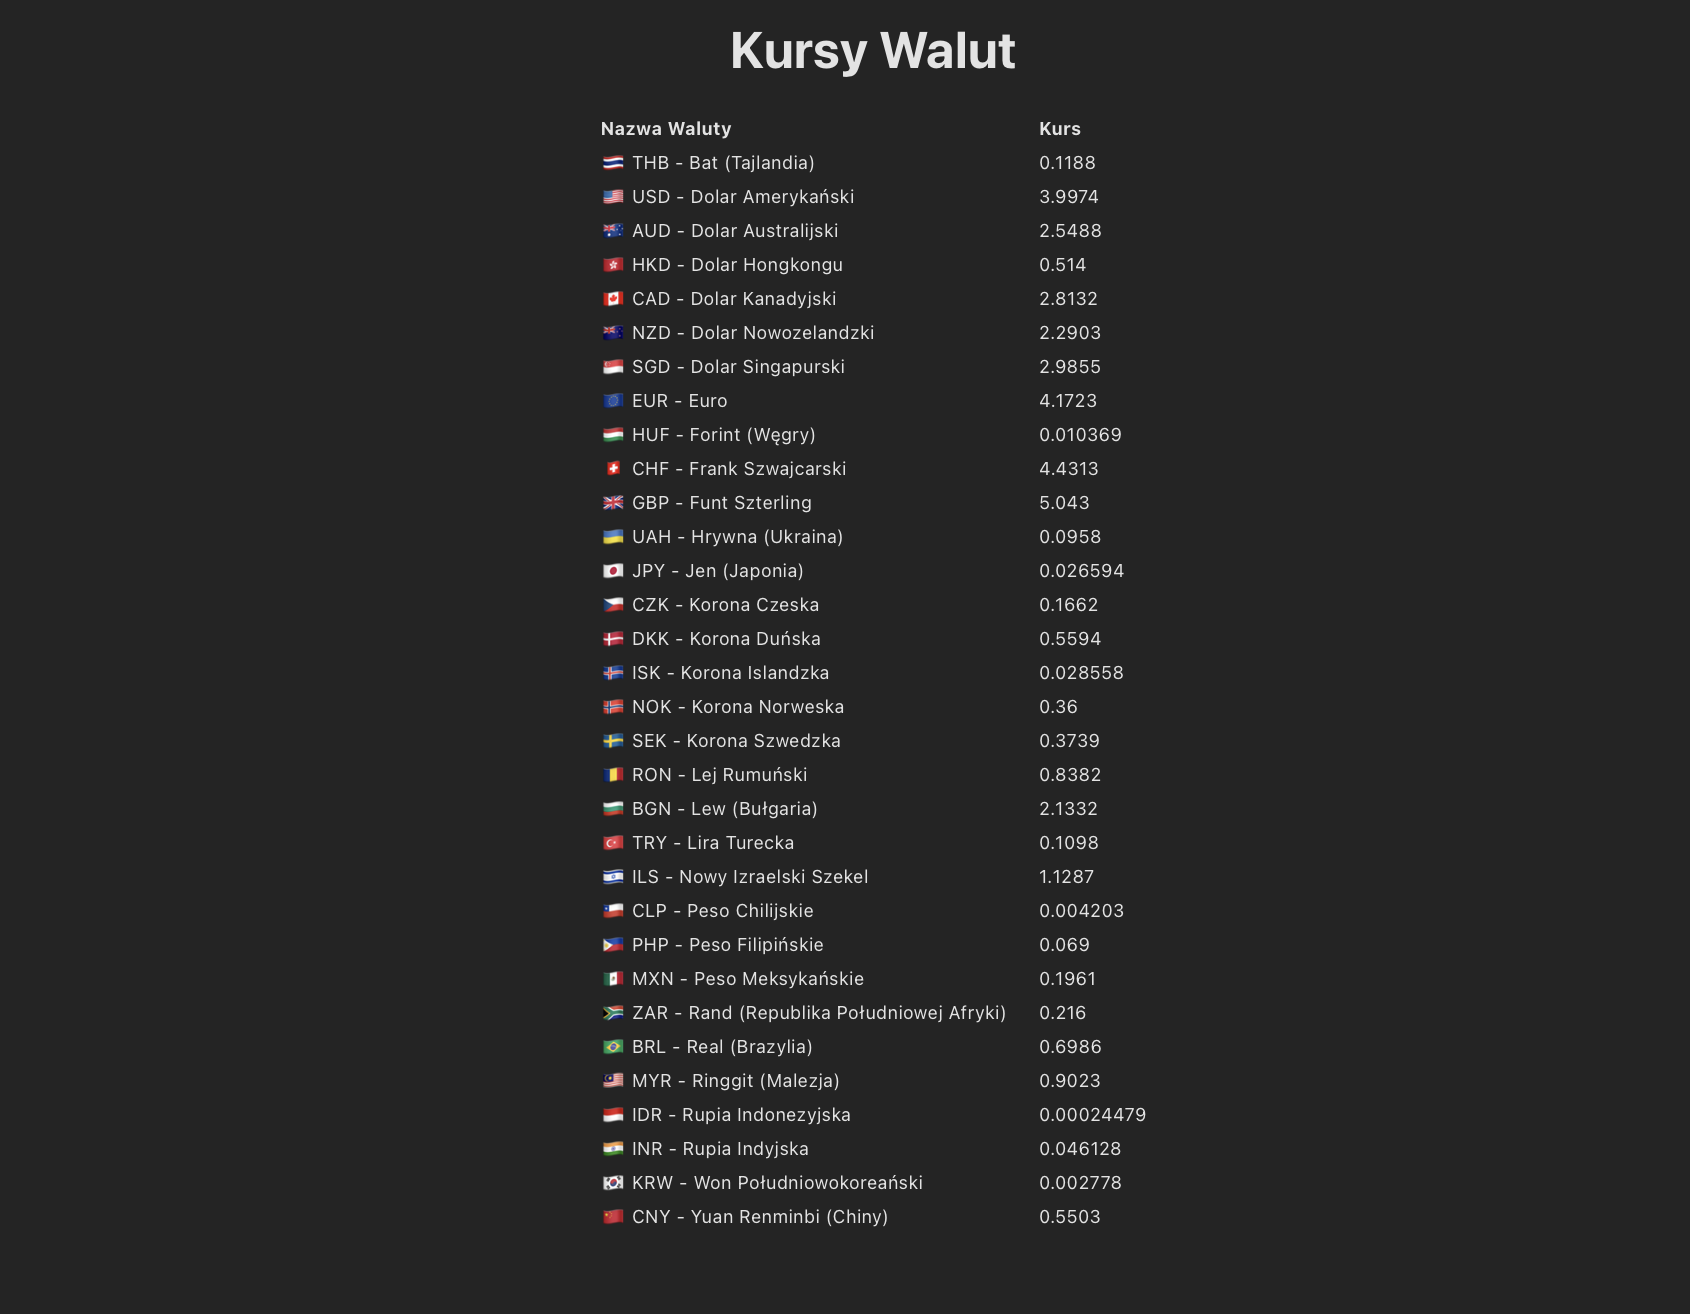 Kursy Walut
Nazwa Waluty Kurs
THB - Bat (Tajlandia) 0.1188
USD - Dolar Amerykański 3.9974
AUD - Dolar Australijski 2.5488
HKD - Dolar Hongkongu 0.514
CAD - Dolar Kanadyjski 2.8132
NZD - Dolar Nowozelandzki 2.2903
SGD - Dolar Singapurski 2.9855
EUR - Euro 4.1723
HUF - Forint (Węgry) 0.010369
CHF - Frank Szwajcarski 4.4313
GBP - Funt Szterling 5.043
UAH - Hrywna (Ukraina) 0.0958
JPY - Jen (Japonia) 0.026594
CZK - Korona Czeska 0.1662
DKK - Korona Duńska 0.5594
ISK - Korona Islandzka 0.028558
NOK - Korona Norweska 0.36
SEK - Korona Szwedzka 0.3739
RON - Lej Rumuński 0.8382
BGN - Lew (Bułgaria) 2.1332
TRY - Lira Turecka 0.1098
ILS - Nowy Izraelski Szekel 1.1287
CLP - Peso Chilijskie 0.004203
PHP - Peso Filipińskie 0.069
MXN - Peso Meksykańskie 0.1961
ZAR - Rand (Republika Południowej Afryki) 0.216
BRL - Real (Brazylia) 0.6986
MYR - Ringgit (Malezja) 0.9023
IDR - Rupia Indonezyjska 0.00024479
INR - Rupia Indyjska 0.046128
KRW - Won Południowokoreański 0.002778
CNY - Yuan Renminbi (Chiny) 0.5503